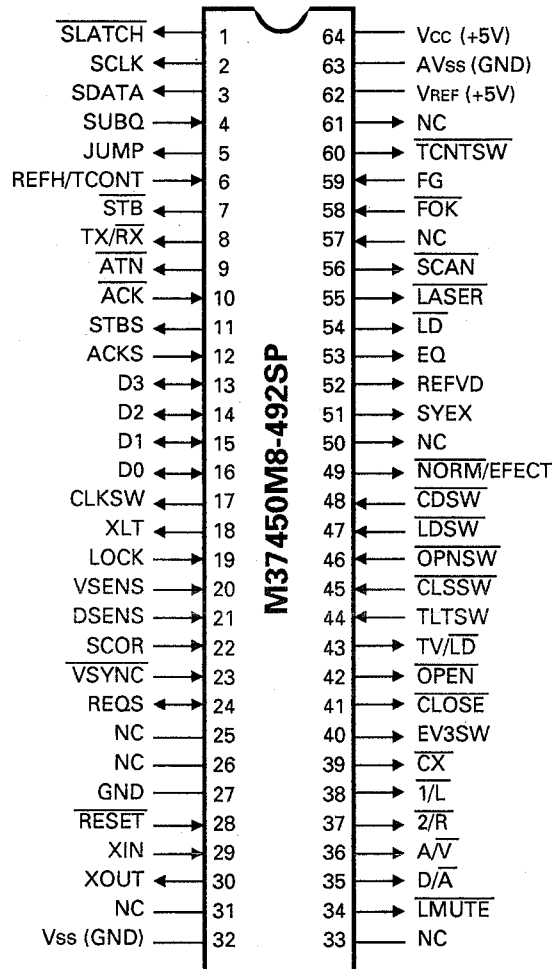 SLATCH 1 64 Vcc (+5V)
SCLK 2 63 AVss (GND)
SDATA 3 62 VREF (+5V)
SUBQ 4 61 NC
JUMP 5 60 TCNTSW
REFH/TCONT 6 59 FG
STB 7 58 FOK
TX/RX 8 57 NC
ATN 9 56 SCAN
ACK 10 55 LASER
STBS 11 54 LD
ACKS 12 53 EQ
D3 13 52 REFVD
D2 14 51 SYEX
D1 15 50 NC
D0 16 49 NORM/EFECT
CLKSW 17 48 CDSW
XLT 18 47 LDSW
LOCK 19 46 OPNSW
VSENS 20 45 CLSSW
DSENS 21 44 TLTSW
SCOR 22 43 TV/LD
VSYNC 23 42 OPEN
REQS 24 41 CLOSE
NC 25 40 EV3SW
NC 26 39 CX
GND 27 38 1/L
RESET 28 37 2/R
XIN 29 36 A/V
XOUT 30 35 D/A
NC 31 34 LMUTE
Vss (GND) 32 33 NC
M37450M8-492SP